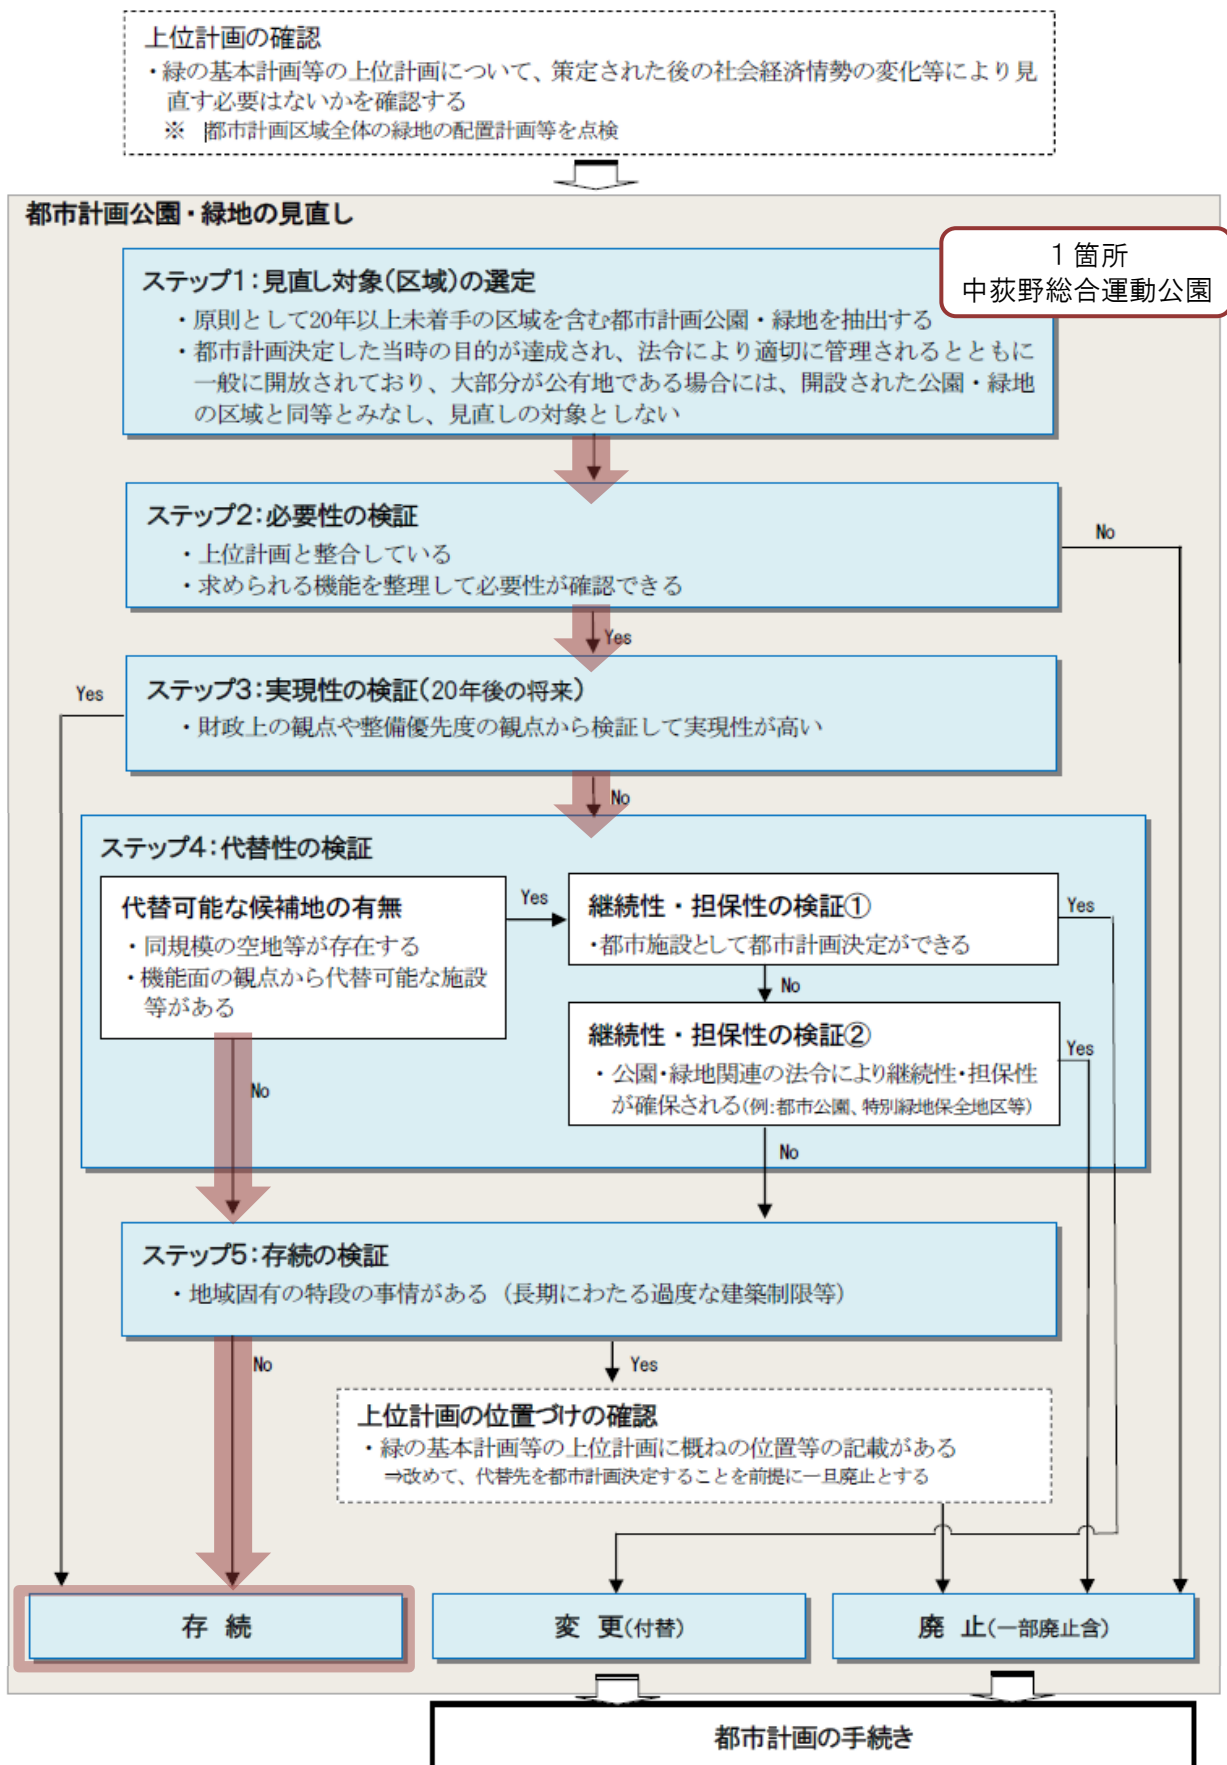 上位計画の確認
・緑の基本計画等の上位計画について、策定された後の社会経済情勢の変化等により見
直す必要はないかを確認する
※ 都市計画区域全体の緑地の配置計画等を点検
都市計画公園・緑地の見直し
1箇所
中荻野総合運動公園
ステップ1：見直し対象(区域)の選定
・原則として20年以上未着手の区域を含む都市計画公園・緑地を抽出する
・都市計画決定した当時の目的が達成され、法令により適切に管理されるとともに
一般に開放されており、大部分が公有地である場合には、開設された公園・緑地
の区域と同等とみなし、見直しの対象としない
ステップ2：必要性の検証
・上位計画と整合している
・求められる機能を整理して必要性が確認できる
No
Yes
ステップ3：実現性の検証(20年後の将来)
・財政上の観点や整備優先度の観点から検証して実現性が高い
Yes
No
ステップ4：代替性の検証
代替可能な候補地の有無
・同規模の空地等が存在する
・機能面の観点から代替可能な施設
等がある
Yes
継続性・担保性の検証①
・都市施設として都市計画決定ができる
Yes
No
継続性・担保性の検証②
・公園・緑地関連の法令により継続性・担保性
が確保される(例：都市公園、特別緑地保全地区等)
Yes
No
No
ステップ5：存続の検証
・地域固有の特段の事情がある（長期にわたる過度な建築制限等）
No
Yes
上位計画の位置づけの確認
・緑の基本計画等の上位計画に概ねの位置等の記載がある
⇒改めて、代替先を都市計画決定することを前提に一旦廃止とする
存 続
変 更(付替)
廃 止(一部廃止含)
都市計画の手続き